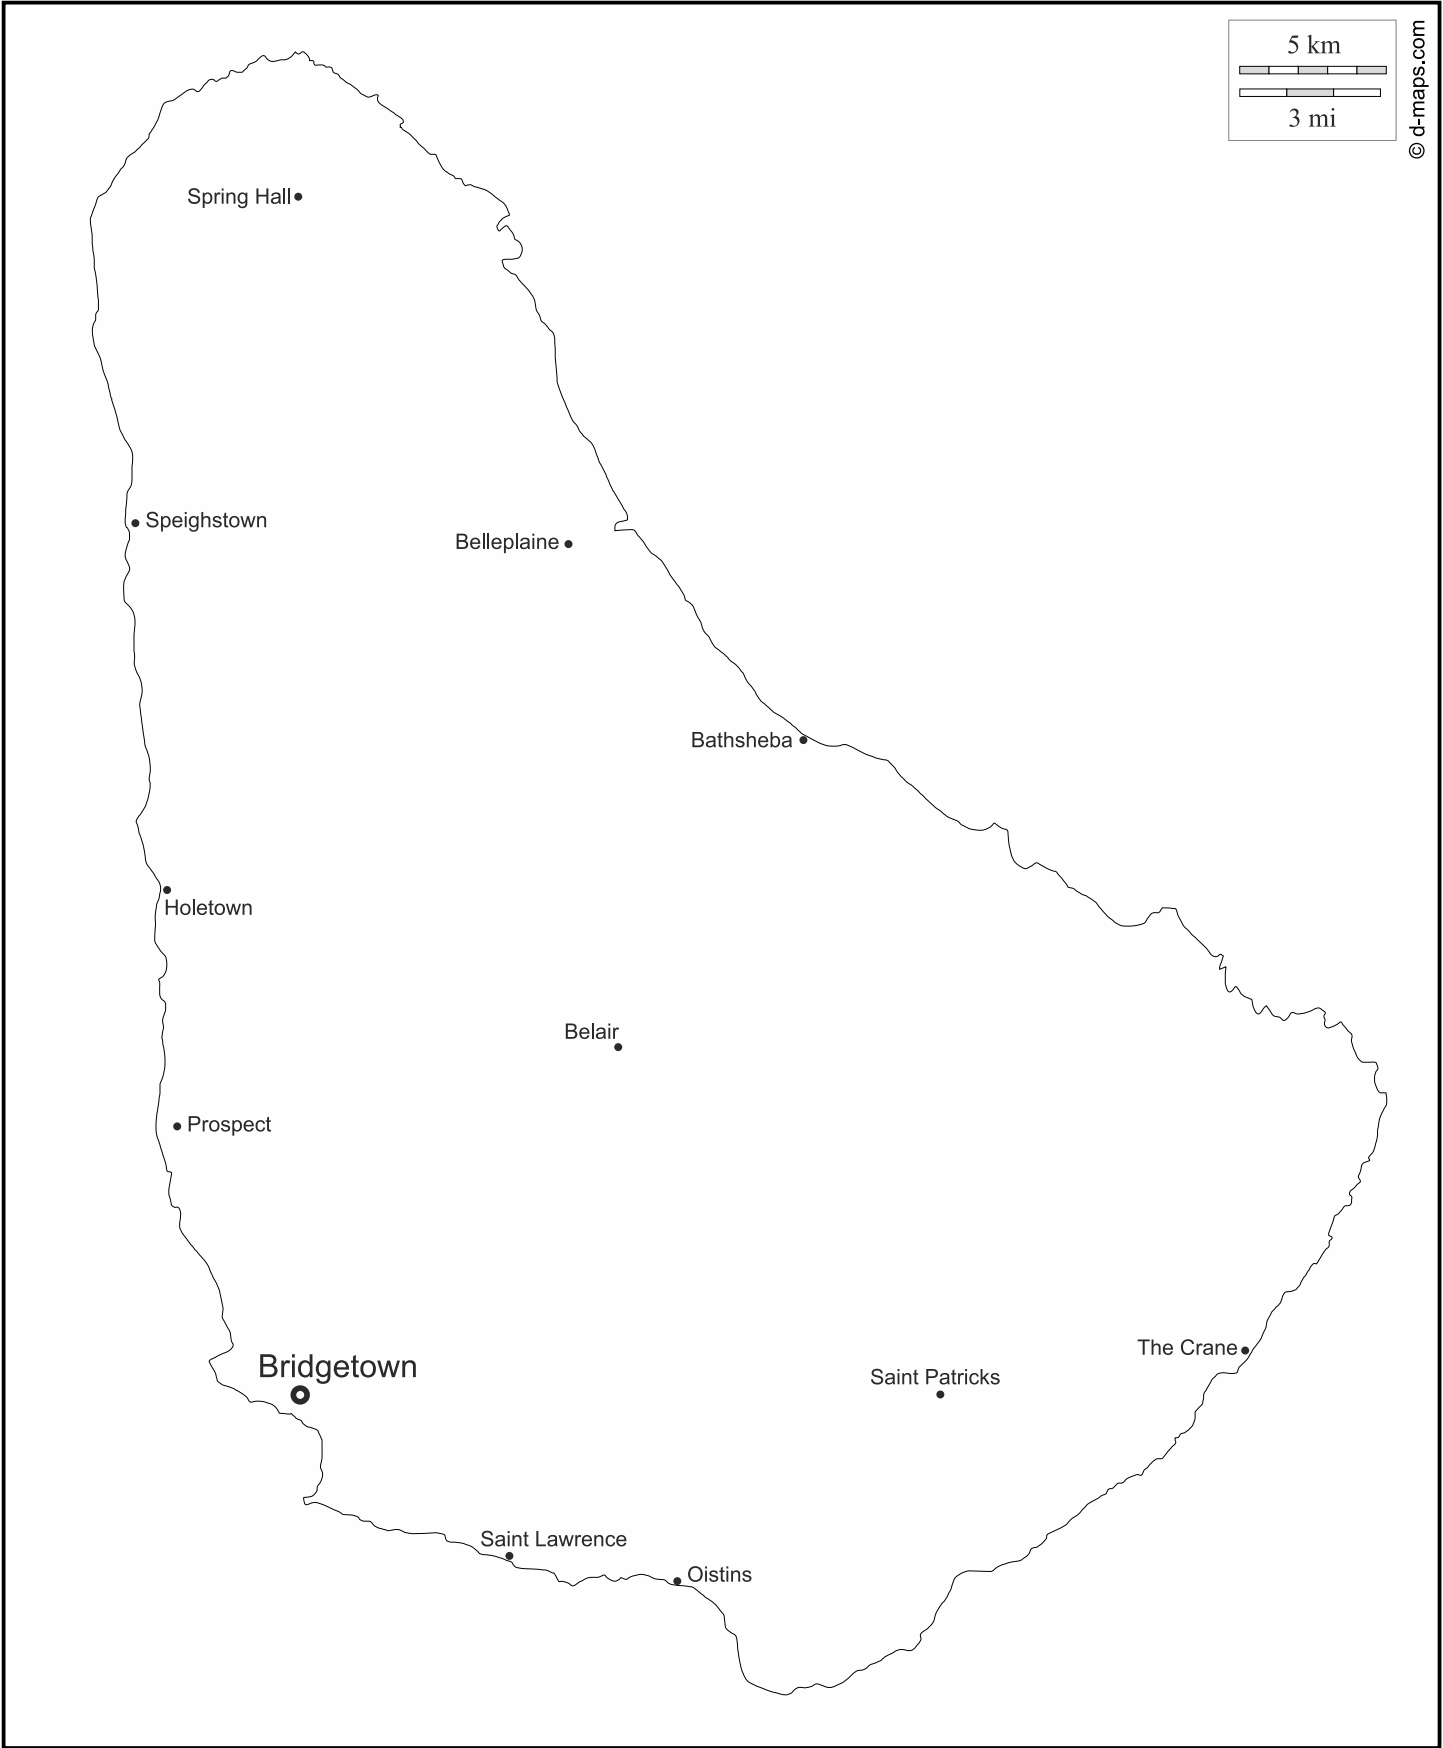 5 km
3 mi
© d-maps.com
Spring Hall
Speighstown
Belleplaine
Bathsheba
Holetown
Belair
Prospect
The Crane
Bridgetown
Saint Patricks
Saint Lawrence
Oistins